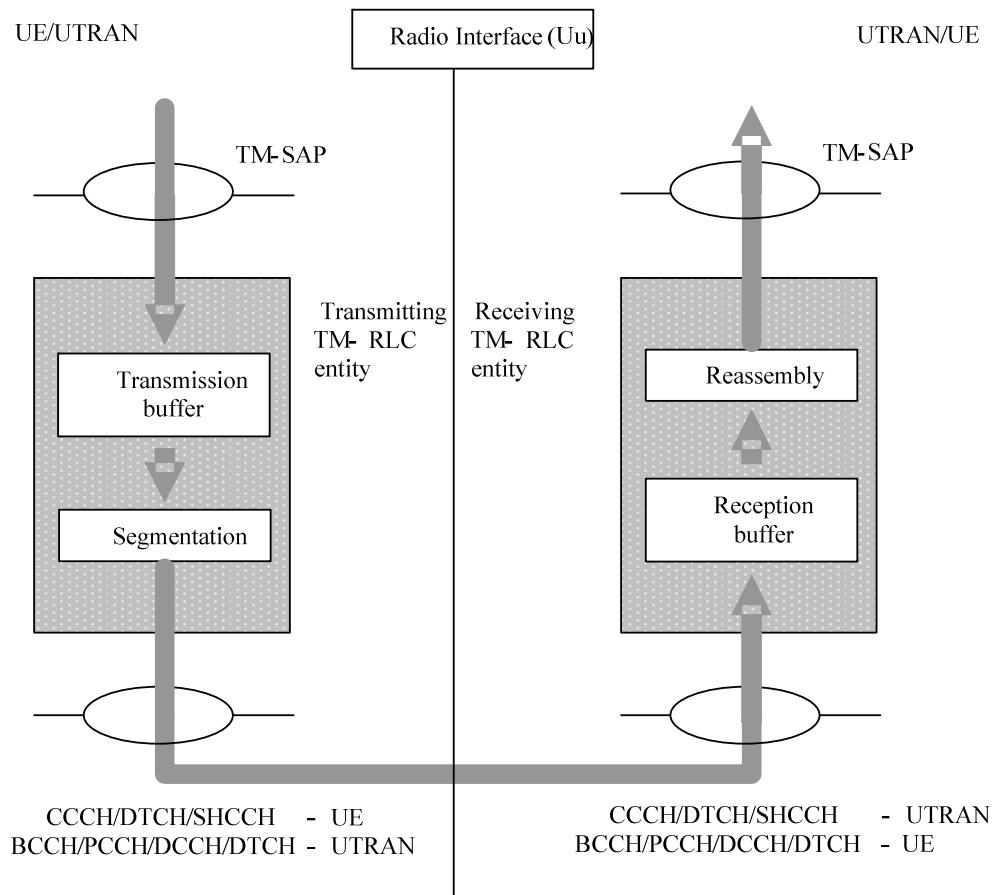 UE/UTRAN
Radio Interface (Uu)
UTRAN/UE
TM-SAP
TM-SAP
Transmitting
TM- RLC
entity
Receiving
TM- RLC
entity
Transmission
buffer
Segmentation
Reassembly
Reception
buffer
CCCH/DTCH/SHCCH - UE
BCCH/PCCH/DCCH/DTCH - UTRAN
CCCH/DTCH/SHCCH - UTRAN
BCCH/PCCH/DCCH/DTCH - UE